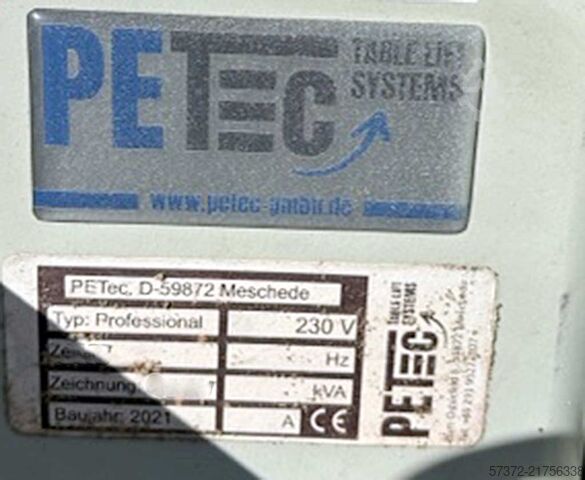 PETEC
TABLE LIFT
SYSTEMS
www.petec-gmbh.de
PETec, D-59872 Meschede
Typ: Professional 230 V
Hz
Zeichnung kVA
Baujahr: 2021 A CE
PETEC
TABLE LIFT
SYSTEMS
57372-21756338